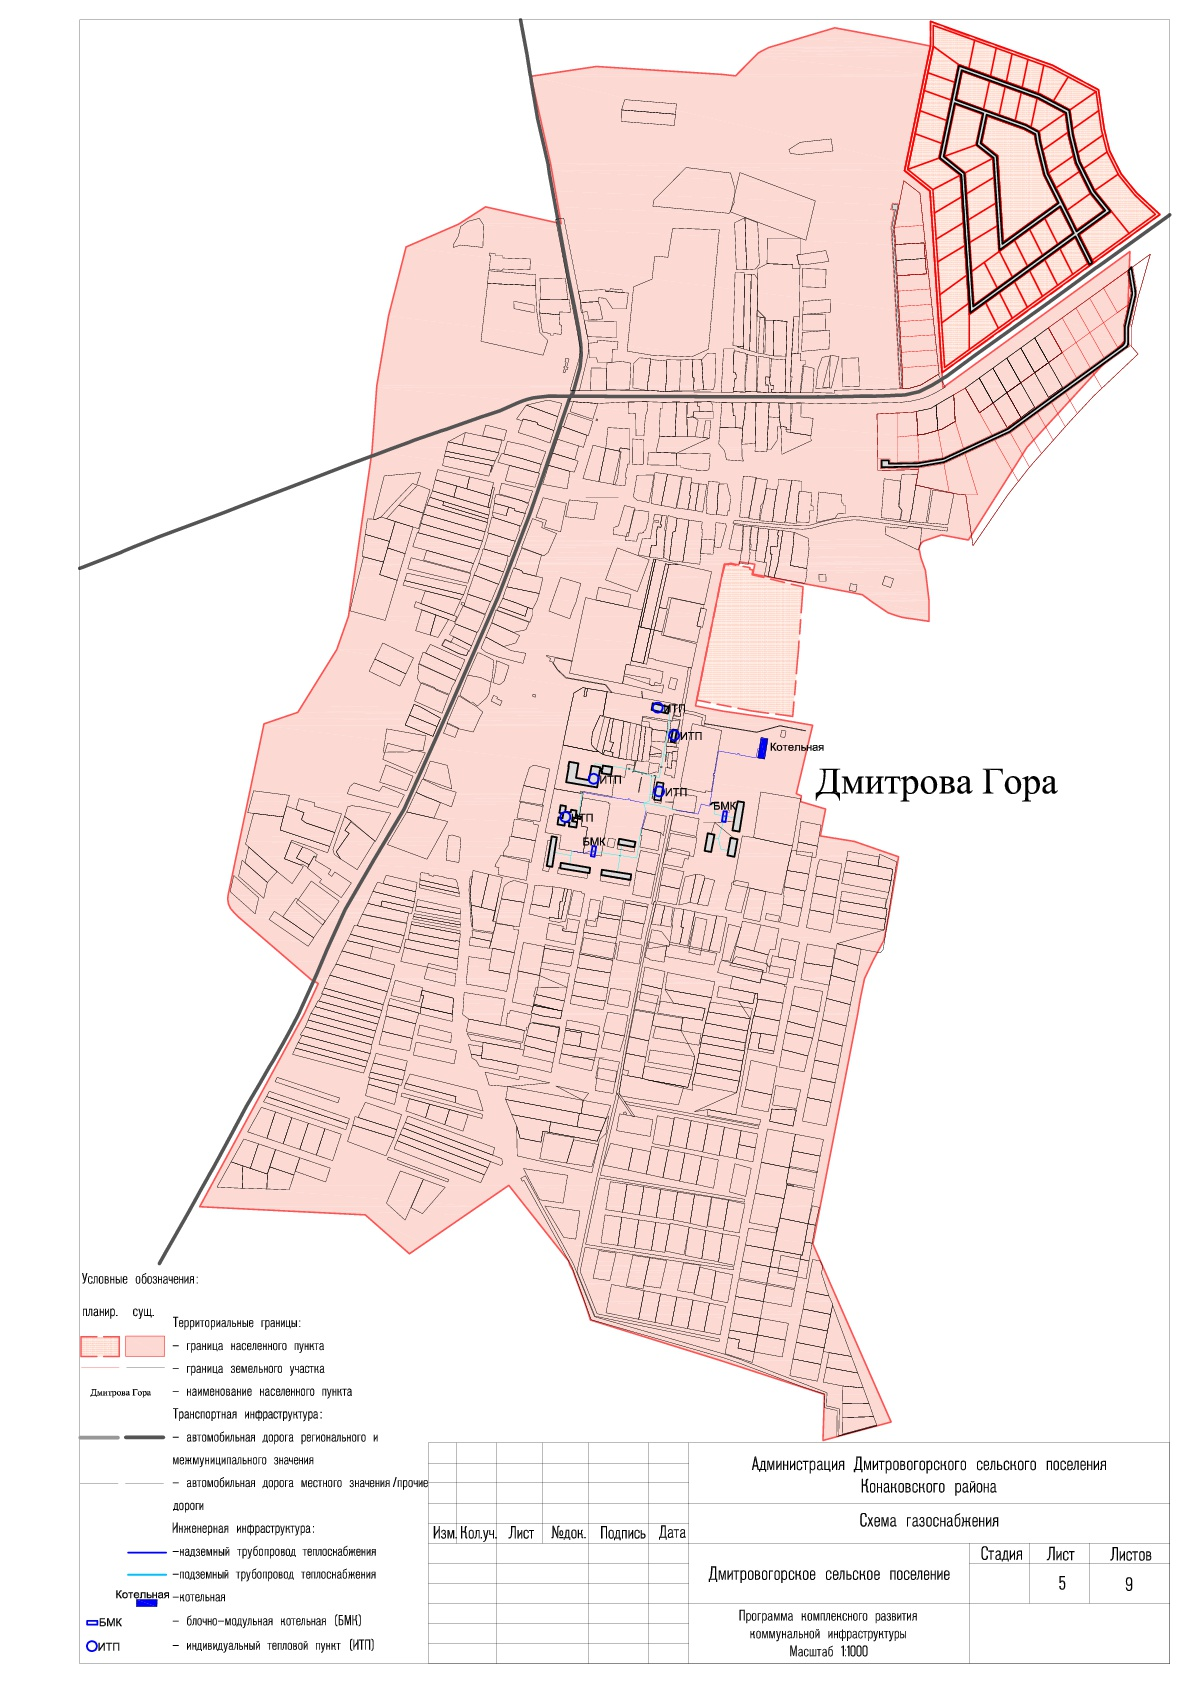 ИТП
ИТП
Котельная
ИТП
ИТП
Дмитрова Гора
БМК
ИТП
БМК
Условные обозначения:
планир. сущ.
Территориальные границы:
– граница населенного пункта
– граница земельного участка
Дмитрова Гора – наименование населенного пункта
Транспортная инфраструктура:
– автомобильная дорога регионального и
межмуниципального значения
– автомобильная дорога местного значения/прочие
дороги
Инженерная инфраструктура:
–надземный трубопровод теплоснабжения
–подземный трубопровод теплоснабжения
Котельная –котельная
БМК – блочно-модульная котельная (БМК)
ИТП – индивидуальный тепловой пункт (ИТП)
Администрация Дмитровогорского сельского поселения
Конаковского района
Схема газоснабжения
Изм. Кол.уч. Лист №док. Подпись Дата
Дмитровогорское сельское поселение
Стадия Лист Листов
5 9
Программа комплексного развития
коммунальной инфраструктуры
Масштаб 1:1000